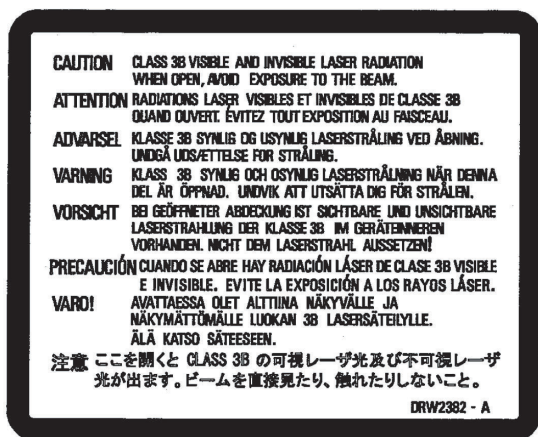 CAUTION CLASS 3B VISIBLE AND INVISIBLE LASER RADIATION
WHEN OPEN, AVOID EXPOSURE TO THE BEAM.
ATTENTION RADIATIONS LASER VISIBLES ET INVISIBLES DE CLASSE 3B
QUAND OUVERT. ÉVITEZ TOUT EXPOSITION AU FAISCEAU.
ADVARSEL KLASSE 3B SYNLIG OG USYNLIG LASERSTRÅLING VED ÅBNING.
UNDGÅ UDSÆTTELSE FOR STRÅLING.
VARNING KLASS 3B SYNLIG OCH OSYNLIG LASERSTRÅLNING NÄR DENNA
DEL ÄR ÖPPNAD. UNDVIK ATT UTSÄTTA DIG FÖR STRÅLEN.
VORSICHT BEI GEÖFFNETER ABDECKUNG IST SICHTBARE UND UNSICHTBARE
LASERSTRAHLUNG DER KLASSE 3B IM GERÄTEINNEREN
VORHANDEN. NICHT DEM LASERSTRAHL AUSSETZEN!
PRECAUCIÓN CUANDO SE ABRE HAY RADIACIÓN LÁSER DE CLASE 3B VISIBLE
E INVISIBLE. EVITE LA EXPOSICIÓN A LOS RAYOS LÁSER.
VARO! AVATTAESSA OLET ALTTIINA NÄKYVÄLLE JA
NÄKYMÄTTÖMÄLLE LUOKAN 3B LASERSÄTEILYLLE.
ÄLÄ KATSO SÄTEESEEN.
注意 ここを開くと CLASS 3B の可視レーザ光及び不可視レーザ
光が出ます。ビームを直接見たり、触れたりしないこと。
DRW2382 - A